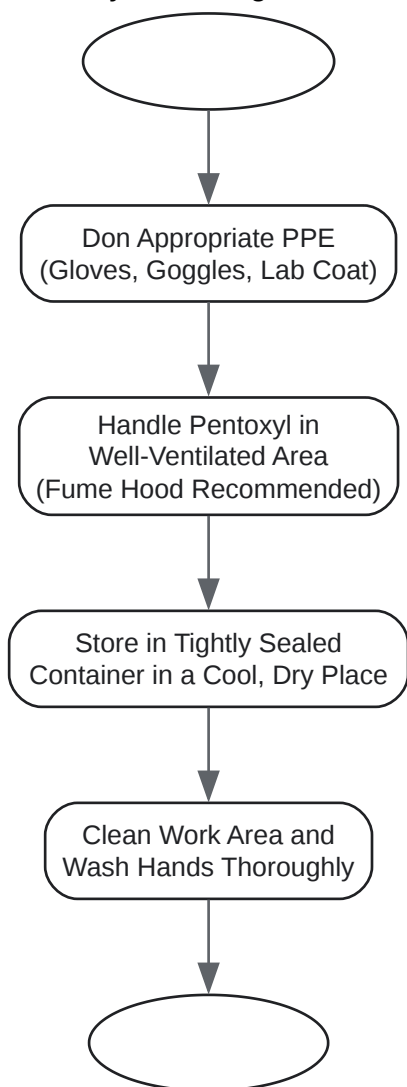 Don Appropriate PPE
(Gloves, Goggles, Lab Coat)
Handle Pentoxyl in
Well-Ventilated Area
(Fume Hood Recommended)
Store in Tightly Sealed
Container in a Cool, Dry Place
Clean Work Area and
Wash Hands Thoroughly